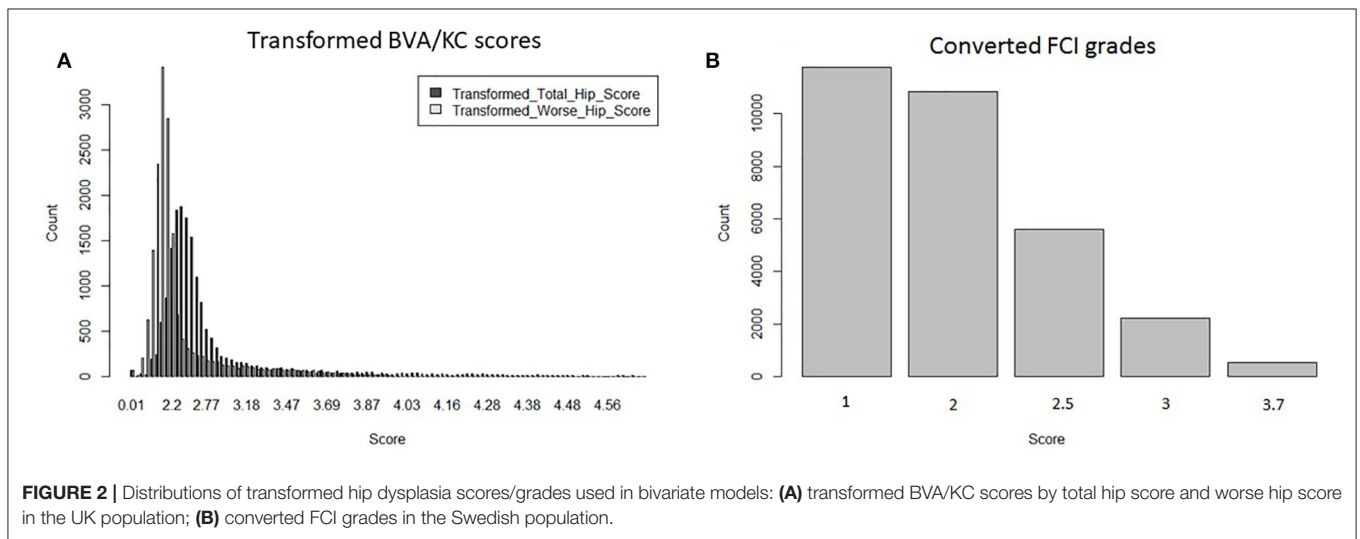 Transformed BVA/KC scores
A
Transformed_Total_Hip_Score
Transformed_Worse_Hip_Score
Count
3000
2500
2000
1500
1000
500
0
0.01 2.2 2.77 3.18 3.47 3.69 3.87 4.03 4.16 4.28 4.38 4.48 4.56
Score
Converted FCI grades
B
Count
10000
8000
6000
4000
2000
0
1 2 2.5 3 3.7
Score
FIGURE 2 | Distributions of transformed hip dysplasia scores/grades used in bivariate models: (A) transformed BVA/KC scores by total hip score and worse hip score
in the UK population; (B) converted FCI grades in the Swedish population.